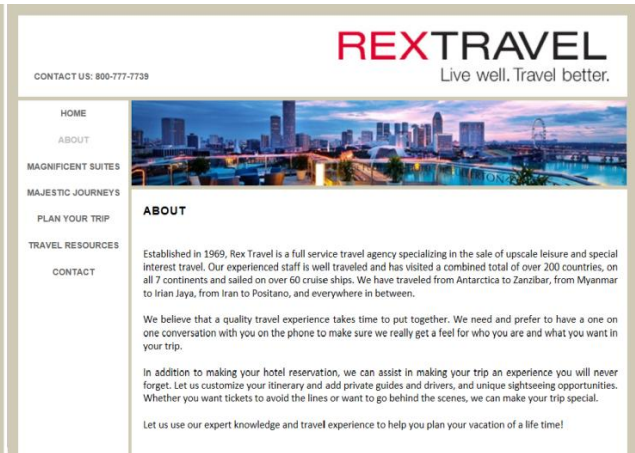 REXTRAVEL
Live well. Travel better.
CONTACT US: 800-777-7739
HOME
ABOUT
MAGNIFICENT SUITES
MAJESTIC JOURNEYS
PLAN YOUR TRIP
TRAVEL RESOURCES
CONTACT
ABOUT
Established in 1969, Rex Travel is a full service travel agency specializing in the sale of upscale leisure and special
interest travel. Our experienced staff is well traveled and has visited a combined total of over 200 countries, on
all 7 continents and sailed on over 60 cruise ships. We have traveled from Antarctica to Zanzibar, from Myanmar
to Irian Jaya, from Iran to Positano, and everywhere in between.
We believe that a quality travel experience takes time to put together. We need and prefer to have a one on
one conversation with you on the phone to make sure we really get a feel for who you are and what you want in
your trip.
In addition to making your hotel reservation, we can assist in making your trip an experience you will never
forget. Let us customize your itinerary and add private guides and drivers, and unique sightseeing opportunities.
Whether you want tickets to avoid the lines or want to go behind the scenes, we can make your trip special.
Let us use our expert knowledge and travel experience to help you plan your vacation of a life time!